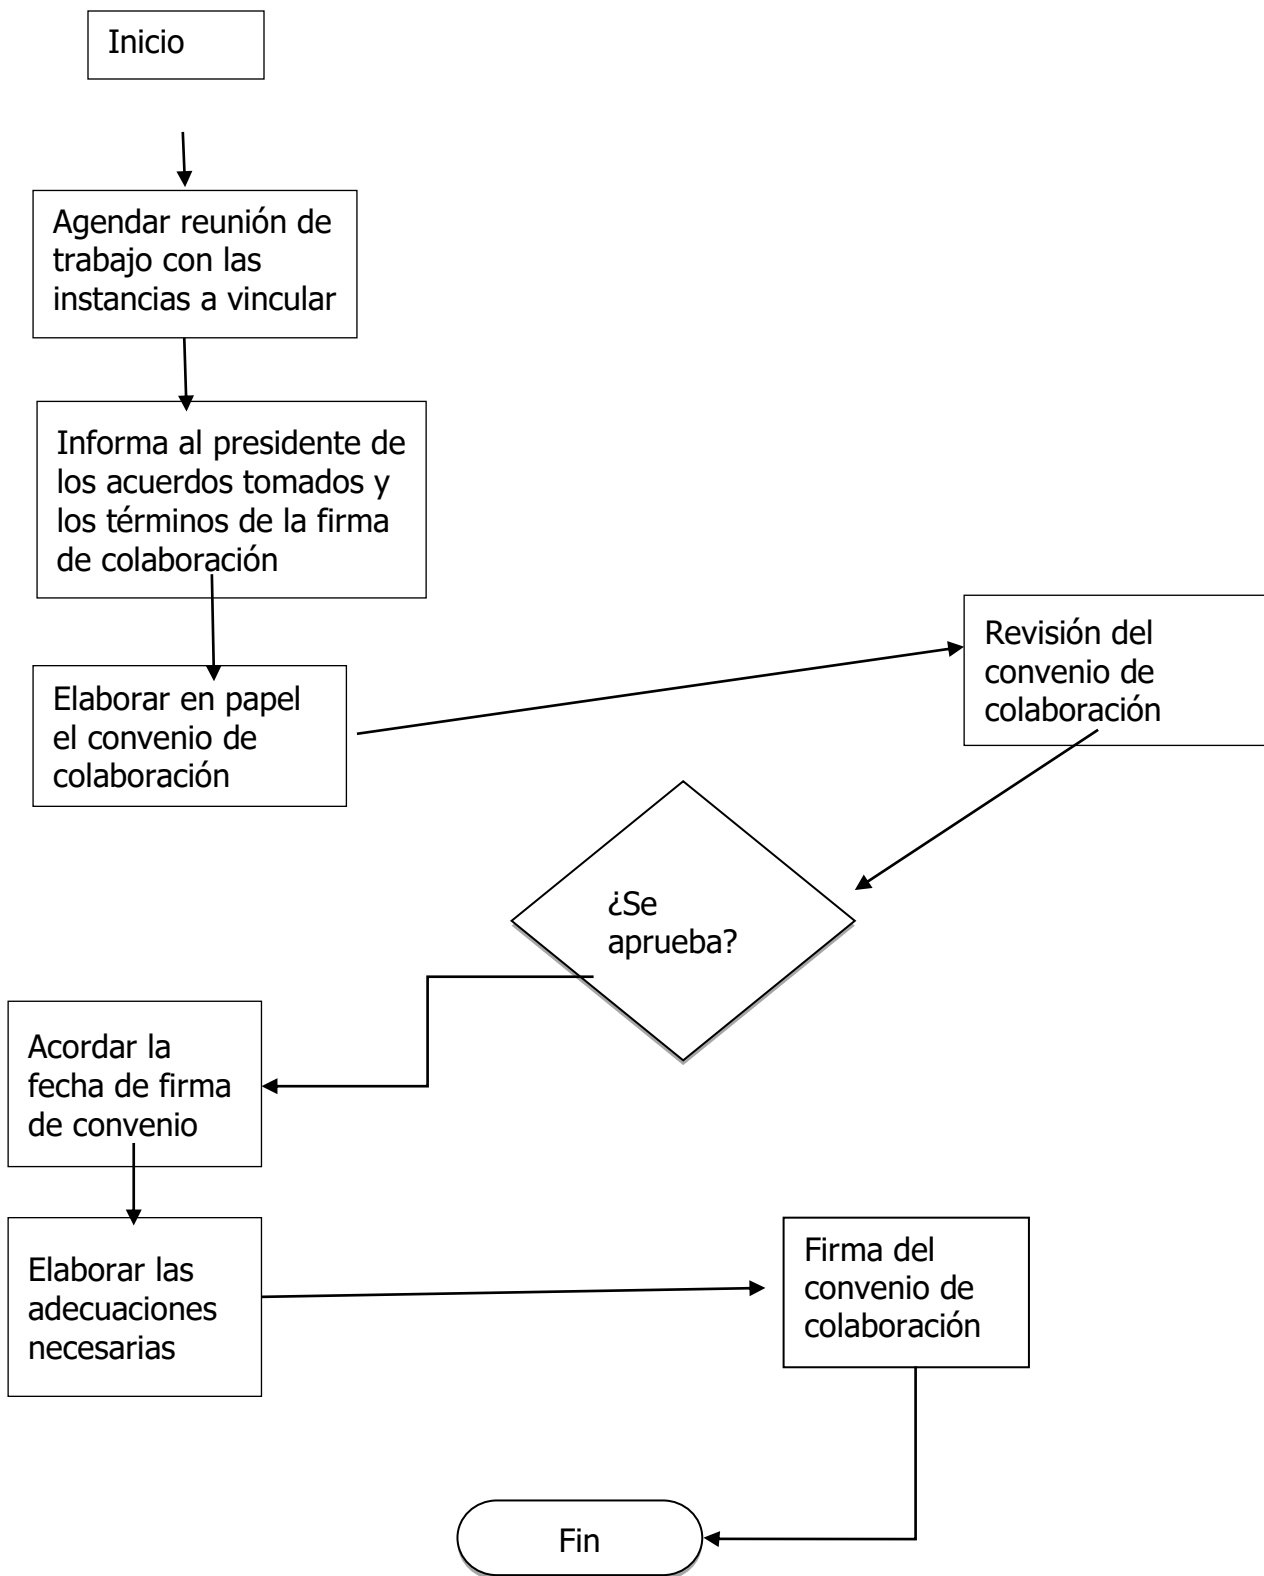 Inicio
Agendar reunión de
trabajo con las
instancias a vincular
Informa al presidente de
los acuerdos tomados y
los términos de la firma
de colaboración
Elaborar en papel
el convenio de
colaboración
Revisión del
convenio de
colaboración
¿Se
aprueba?
Acordar la
fecha de firma
de convenio
Elaborar las
adecuaciones
necesarias
Firma del
convenio de
colaboración
Fin